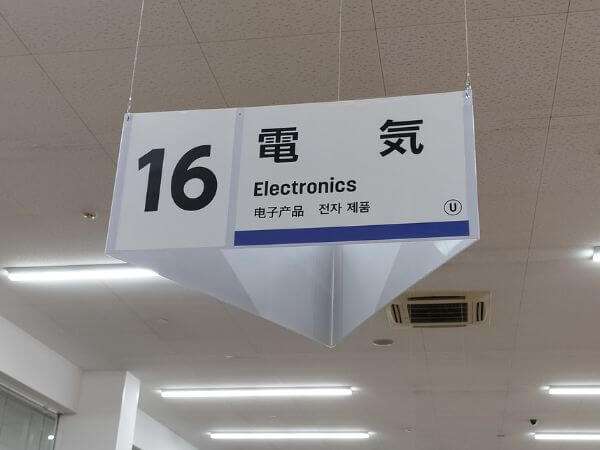 16
電 気
Electronics
电子产品 전자 제품
U